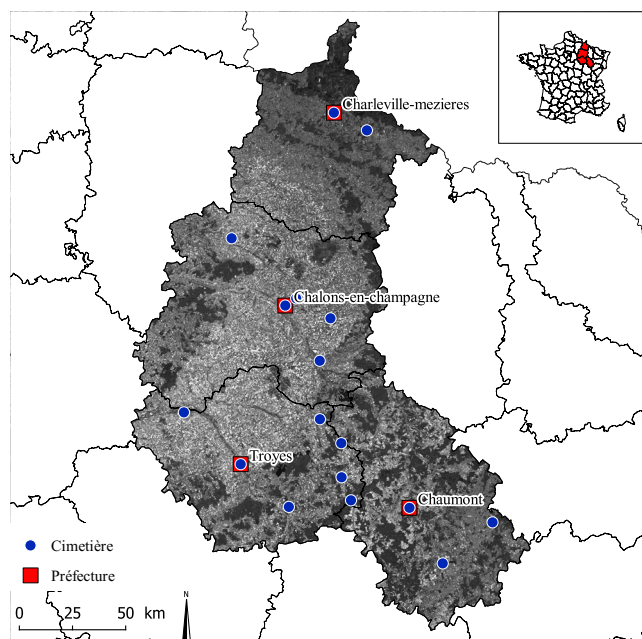 Charleville-mezieres
Chalons-en-champagne
Troyes
Chaumont
Cimetière
Préfecture
0 25 50 km
N